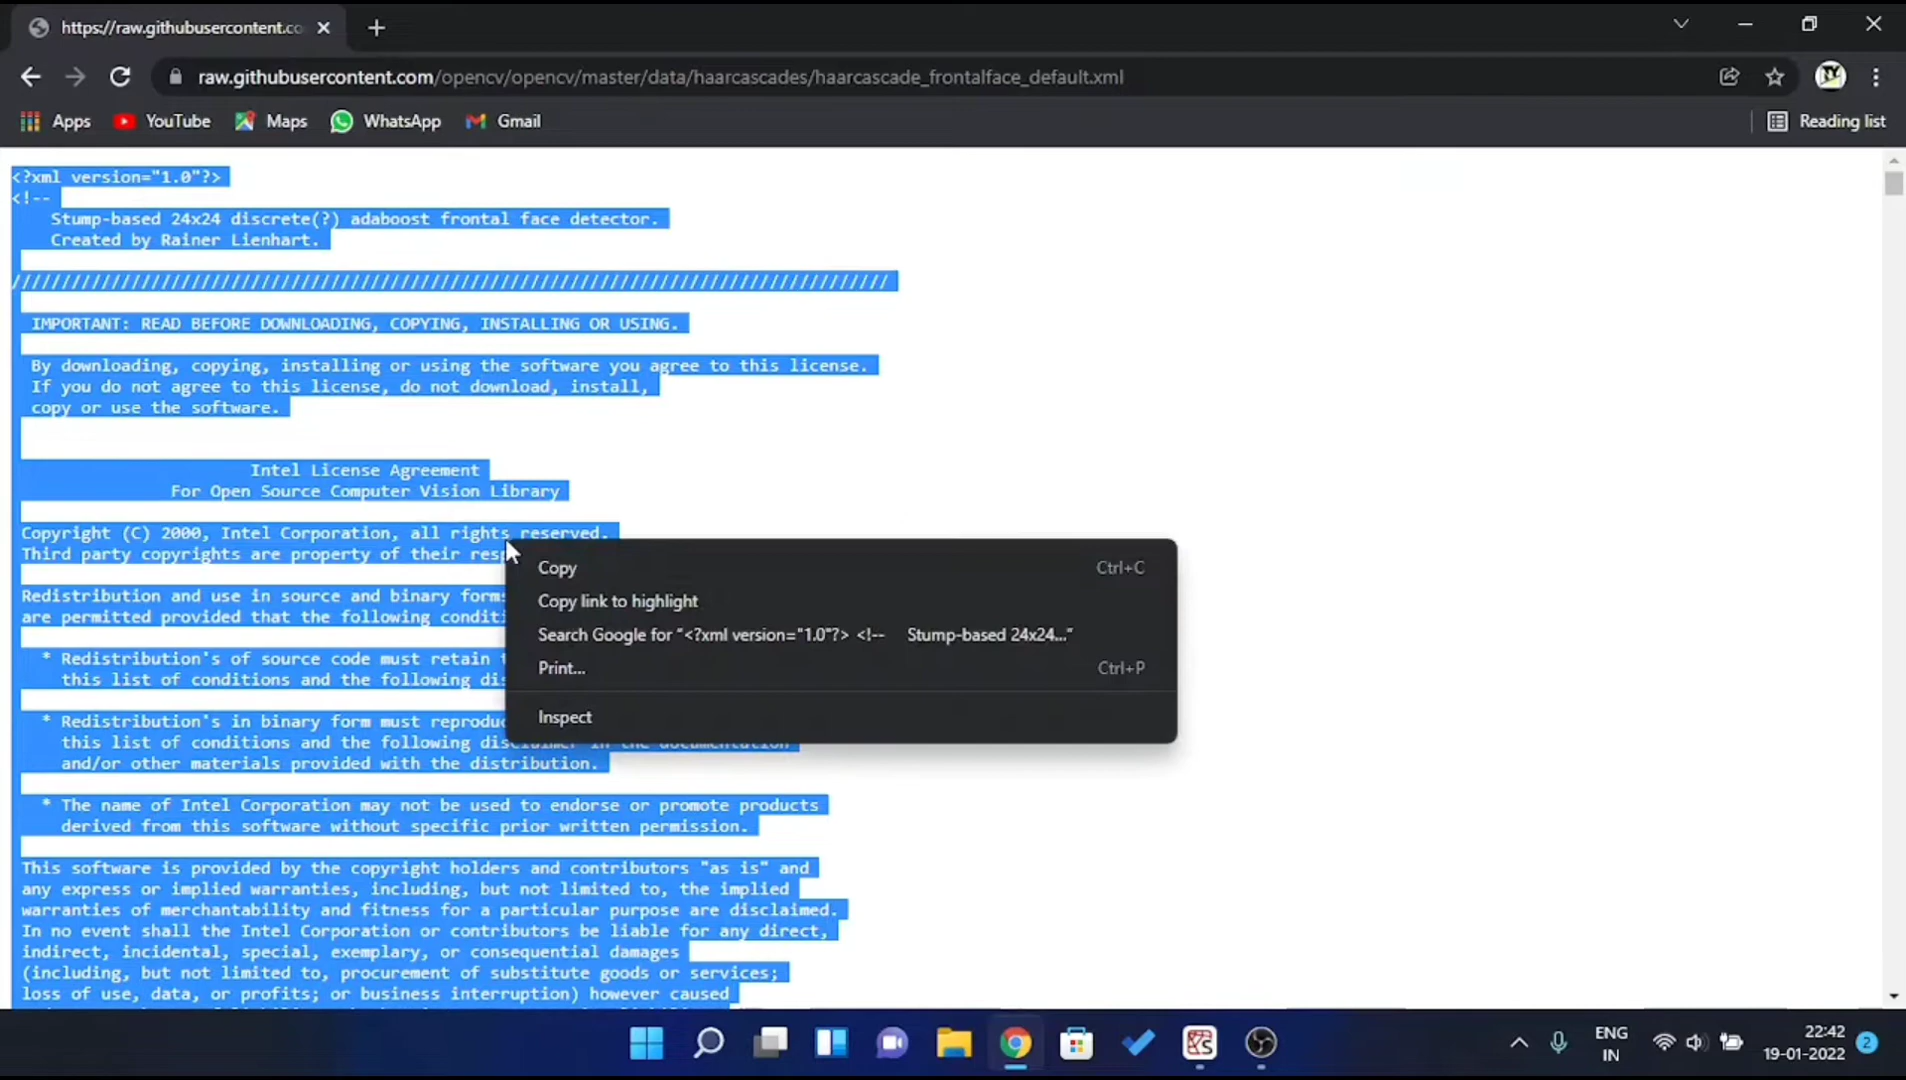 https://raw.githubusercontent.co
raw.githubusercontent.com/opencv/opencv/master/data/haarcascades/haarcascade_frontalface_default.xml
Apps YouTube Maps WhatsApp Gmail Reading list
<?xml version="1.0"?>
<!--
Stump-based 24x24 discrete(?) adaboost frontal face detector.
Created by Rainer Lienhart.
////////////////////////////////////////////////////////////////////////////////////////
IMPORTANT: READ BEFORE DOWNLOADING, COPYING, INSTALLING OR USING.
By downloading, copying, installing or using the software you agree to this license.
If you do not agree to this license, do not download, install,
copy or use the software.
Intel License Agreement
For Open Source Computer Vision Library
Copyright (C) 2000, Intel Corporation, all rights reserved.
Third party copyrights are property of their resp
Redistribution and use in source and binary forms
are permitted provided that the following conditi
* Redistribution's of source code must retain t
this list of conditions and the following dis
* Redistribution's in binary form must reproduc
this list of conditions and the following disclaimer in the documentation
and/or other materials provided with the distribution.
* The name of Intel Corporation may not be used to endorse or promote products
derived from this software without specific prior written permission.
This software is provided by the copyright holders and contributors "as is" and
any express or implied warranties, including, but not limited to, the implied
warranties of merchantability and fitness for a particular purpose are disclaimed.
In no event shall the Intel Corporation or contributors be liable for any direct,
indirect, incidental, special, exemplary, or consequential damages
(including, but not limited to, procurement of substitute goods or services;
loss of use, data, or profits; or business interruption) however caused
Copy Ctrl+C
Copy link to highlight
Search Google for "<?xml version="1.0"?> <!-- Stump-based 24x24..."
Print... Ctrl+P
Inspect
ENG
IN
22:42
19-01-2022
2